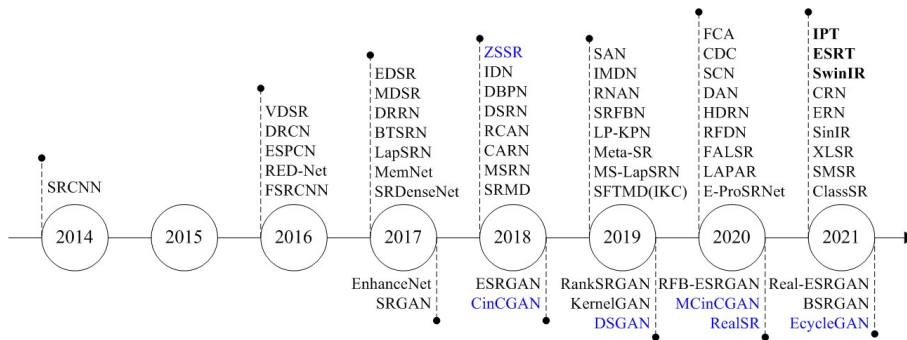 SRCNN
2014
2015
VDSR
DRCN
ESPCN
RED-Net
FSRCNN
2016
EDSR
MDSR
DRRN
BTSRN
LapSRN
MemNet
SRDenseNet
2017
EnhanceNet
SRGAN
ZSSR
IDN
DBPN
DSRN
RCAN
CARN
MSRN
SRMD
2018
ESRGAN
CinCGAN
SAN
IMDN
RNAN
SRFBN
LP-KPN
Meta-SR
MS-LapSRN
SFTMD(IKC)
2019
RankSRGAN
KernelGAN
DSGAN
FCA
CDC
SCN
DAN
HDRN
RFDN
FALSR
LAPAR
E-ProSRNet
2020
RFB-ESRGAN
MCinCGAN
RealSR
IPT
ESRT
SwinIR
CRN
ERN
SinIR
XLSR
SMSR
ClassSR
2021
Real-ESRGAN
BSRGAN
EcycleGAN